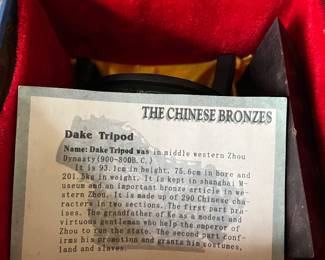 THE CHINESE BRONZES
Dake Tripod
Name: Dake Tripod was in middle western Zhou
Dynasty(900-800B.C.)
It is 93.1cm in height, 75.6cm in bore and
201.5kg in weight. It is kept in shanghai M
useum and an important bronze article in we
stern Zhou. It is made up of 290 Chinese cha
racters in two sections. The first part pra
ises. The grandfather of Ke as a modest and
virtuous gentleman who help the emperor of
Zhou to run the state. The second part conf
irms his promotion and grants his costumes,
land and slaves.